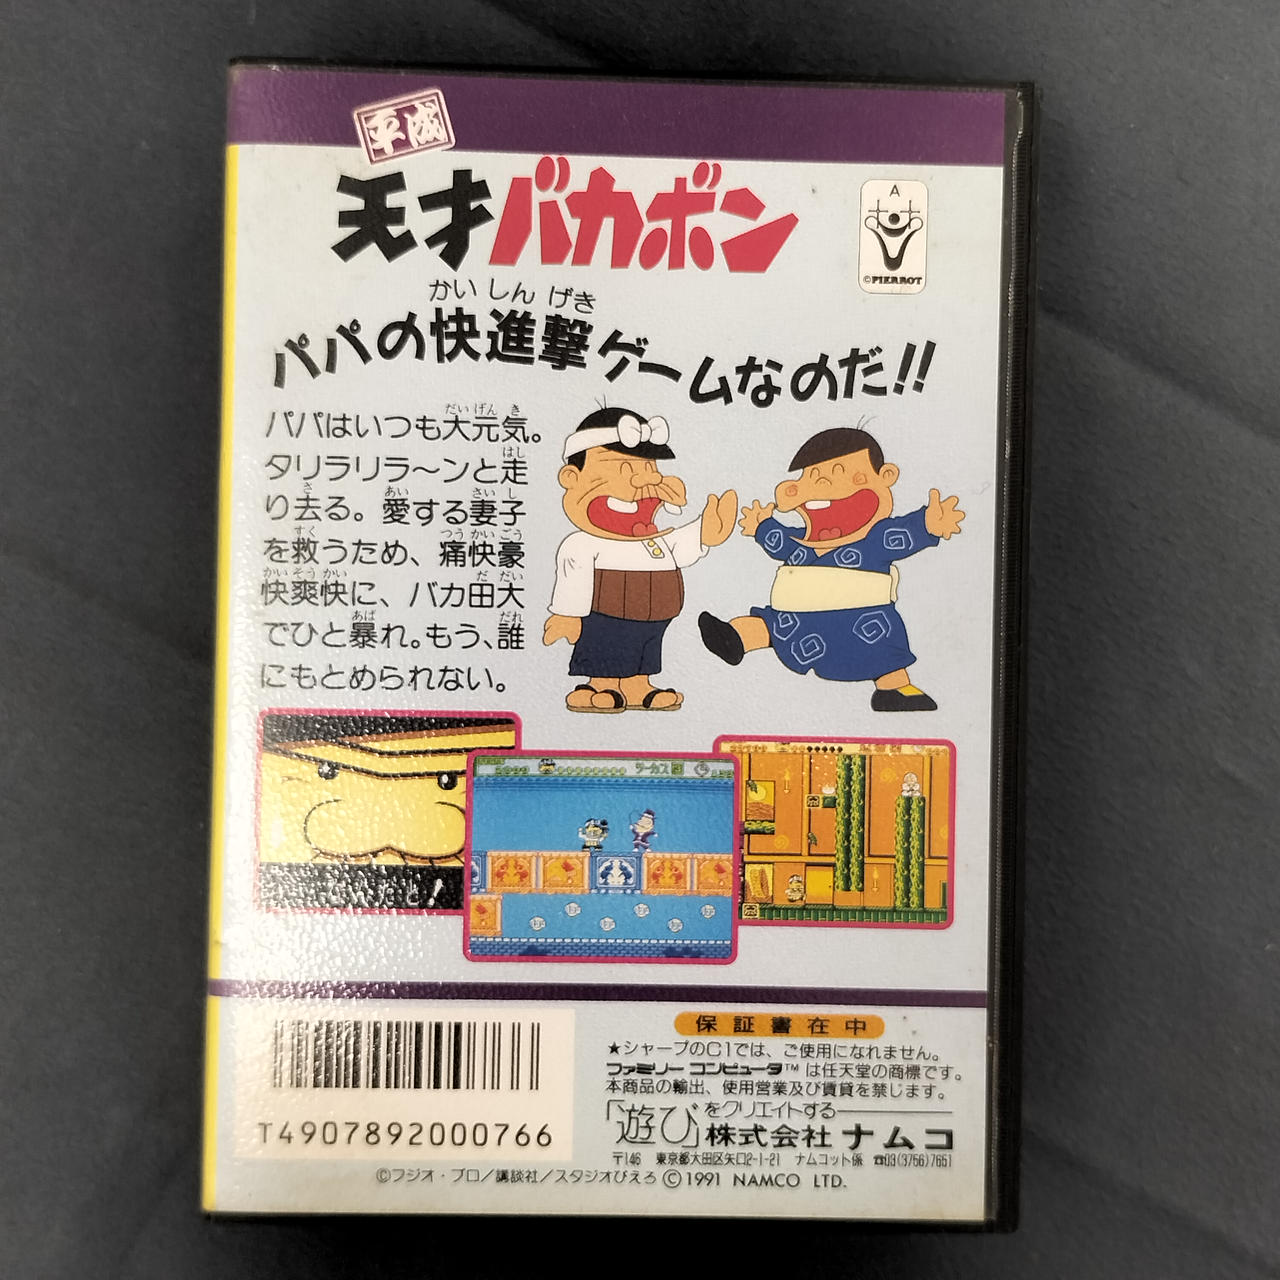 平成
天才バカボン
A
©PIERROT
かいしんげき
パパの快進撃ゲームなのだ!!
だいげんき
パパはいつも大元気。
はし
タリラリラ〜ンと走
さ あい さいし
り去る。愛する妻子
すく つうかいごう
を救うため、痛快豪
かいそうかい だだい
快爽快に、バカ田大
あば だれ
でひと暴れ。もう、誰
にもとめられない。
なんだと!
サーカス
保証書在中
★シャープのC1では、ご使用になれません。
ファミリーコンピュータ™は任天堂の商標です。
本商品の輸出、使用営業及び賃貸を禁じます。
「遊び」をクリエイトする
株式会社ナムコ
〒146 東京都大田区矢口2-1-21 ナムコット係 ☎03(3756)7651
T4907892000766
©フジオ・プロ/講談社/スタジオぴえろ ©1991 NAMCO LTD.